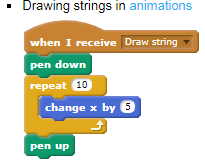 Drawing strings in animations
when I receive Draw string
pen down
repeat 10
change x by 5
pen up